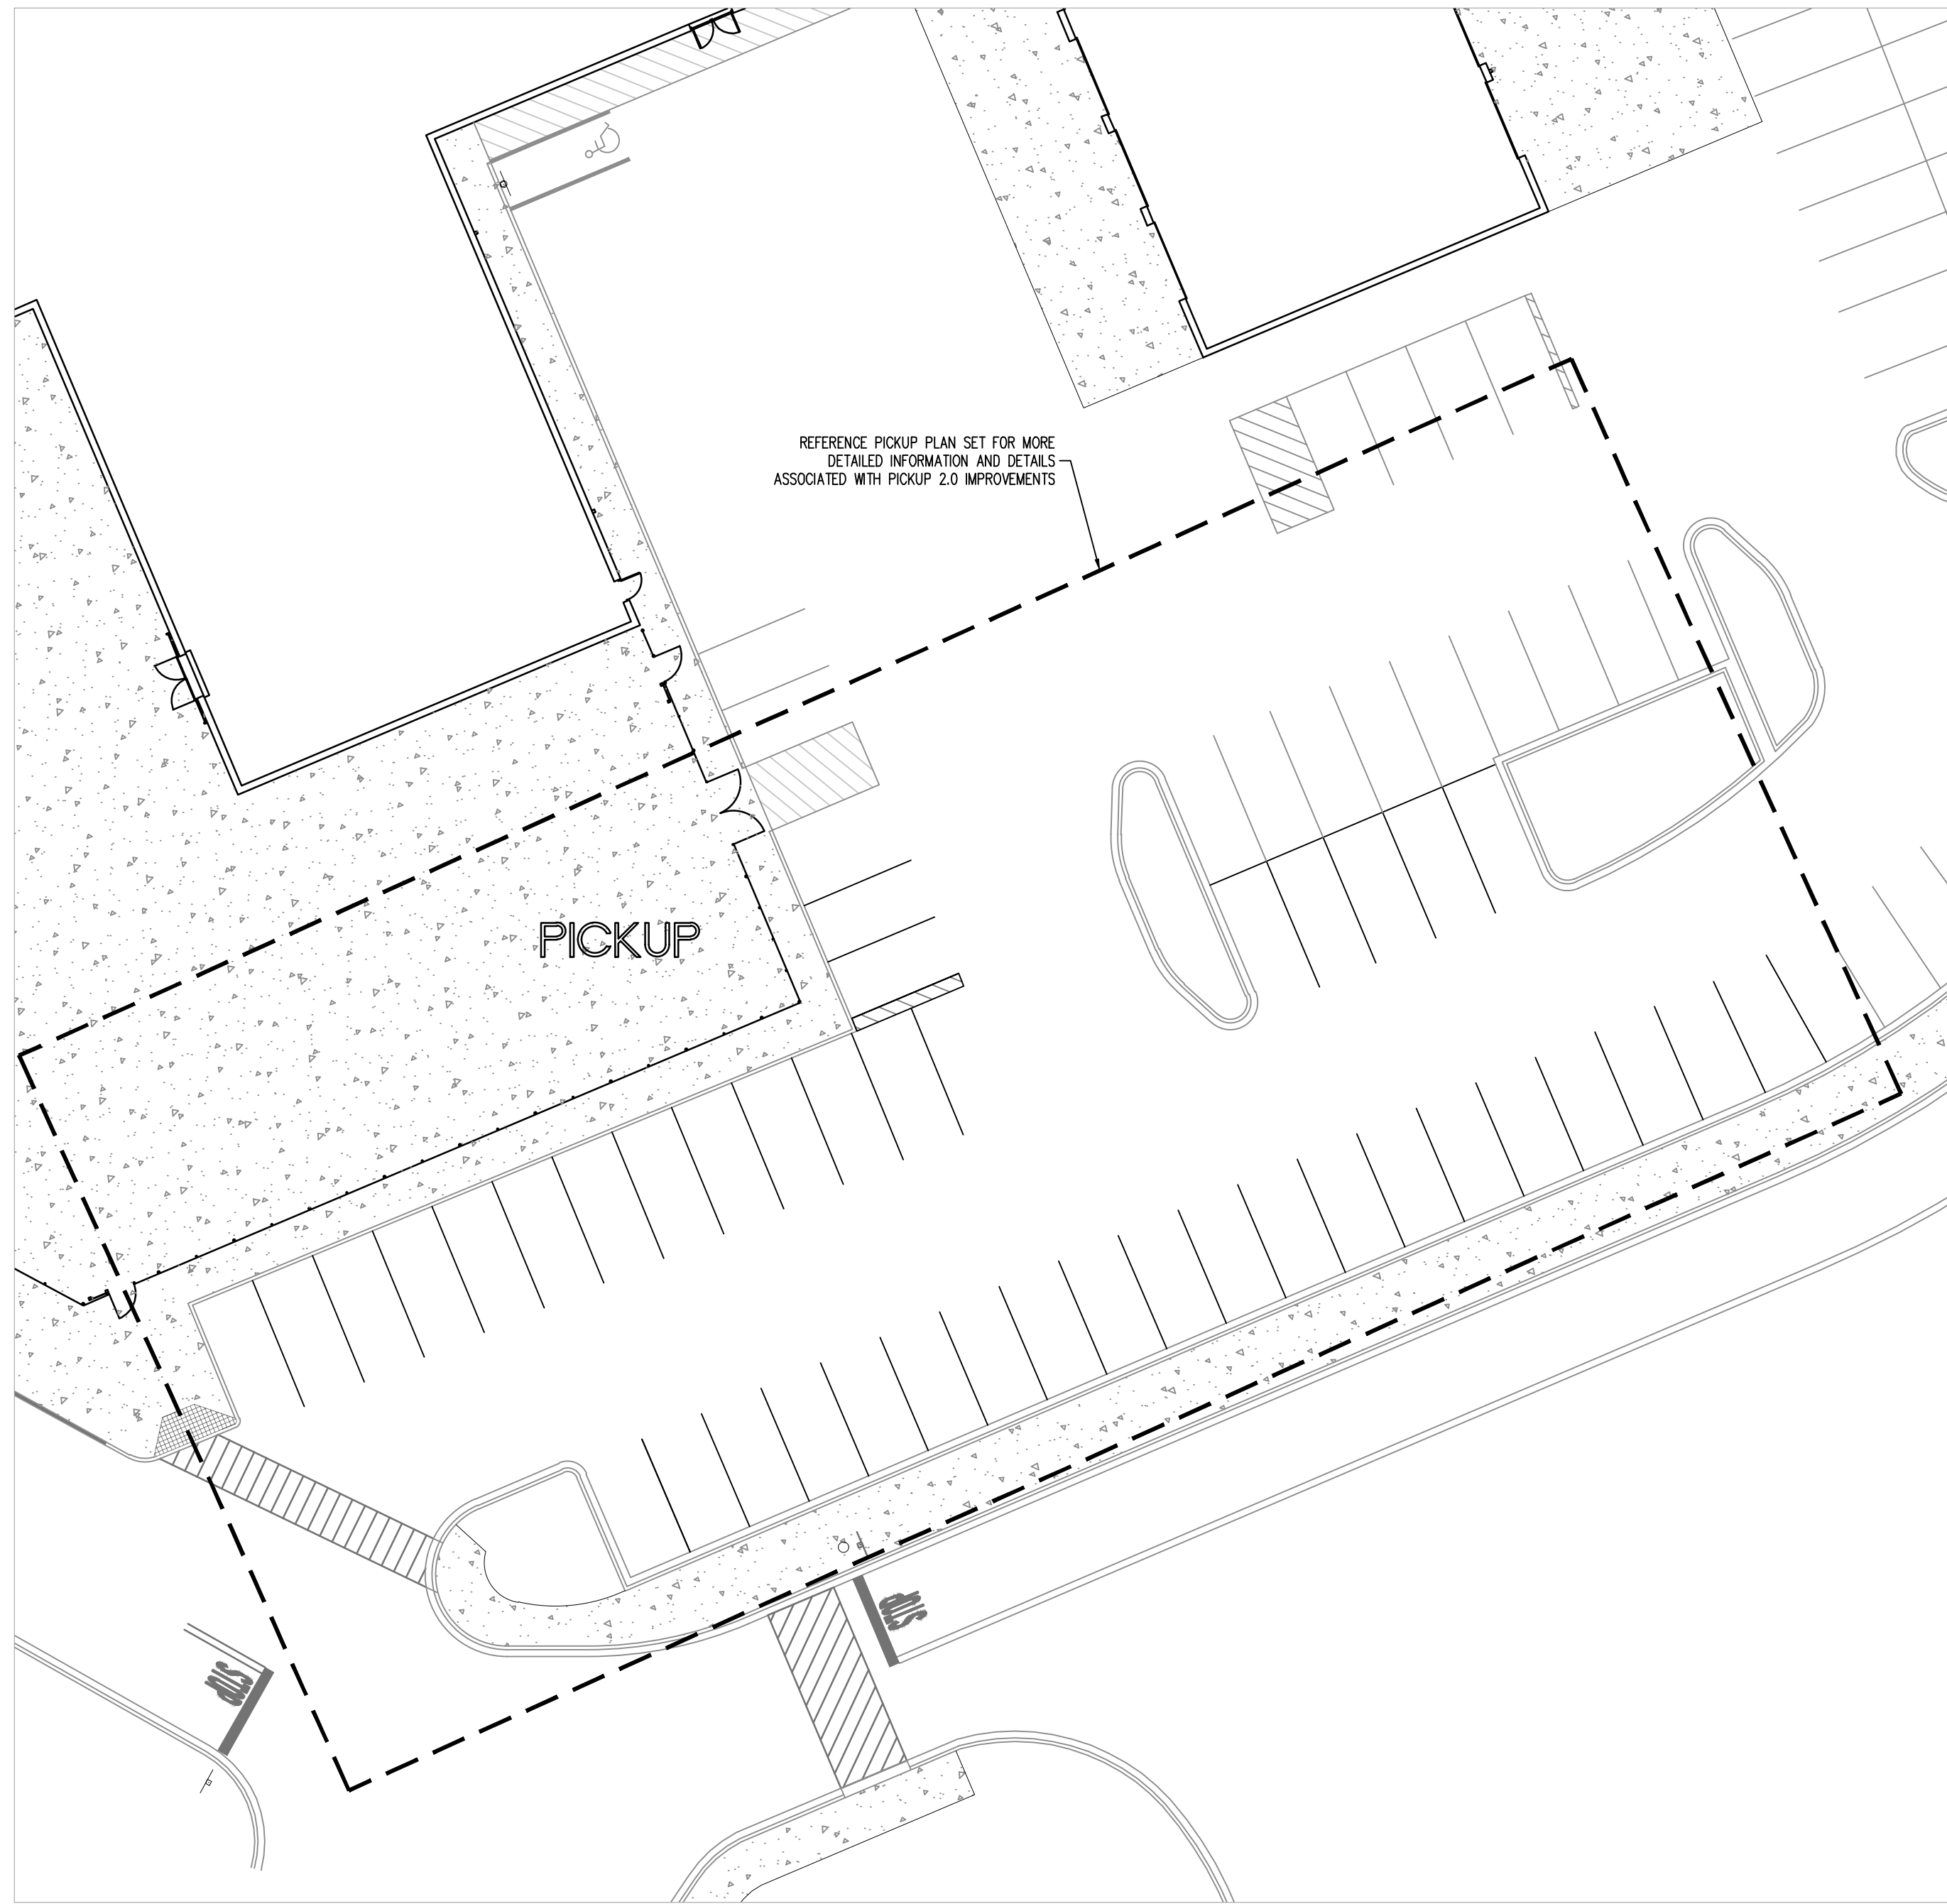 REFERENCE PICKUP PLAN SET FOR MORE
DETAILED INFORMATION AND DETAILS
ASSOCIATED WITH PICKUP 2.0 IMPROVEMENTS
PICKUP
STOP
STOP